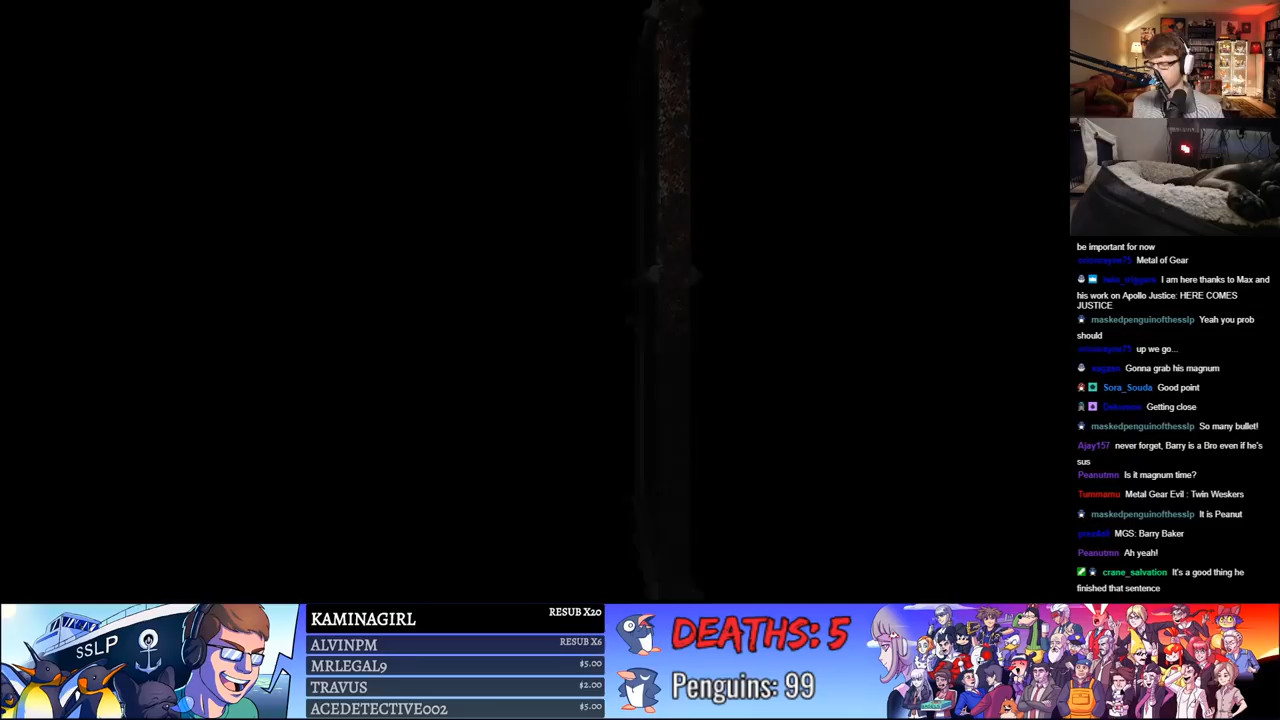 be important for now
orionrayne75 Metal of Gear
I am here thanks to Max and
his work on Apollo Justice: HERE COMES
JUSTICE
maskedpenguinofthesslp Yeah you prob
should
up we go...
Gonna grab his magnum
Sora_Souda Good point
Getting close
maskedpenguinofthesslp So many bullet!
Ajay157 never forget, Barry is a Bro even if he's
sus
Peanutmn Is it magnum time?
Tummamu Metal Gear Evil : Twin Weskers
maskedpenguinofthesslp It is Peanut
MGS: Barry Baker
Peanutmn Ah yeah!
crane_salvation It's a good thing he
finished that sentence
SSLP
KAMINAGIRL RESUB X20
ALVINPM RESUB X6
MRLEGAL9 $5.00
TRAVUS $2.00
ACEDETECTIVE002 $5.00
DEATHS: 5
Penguins: 99